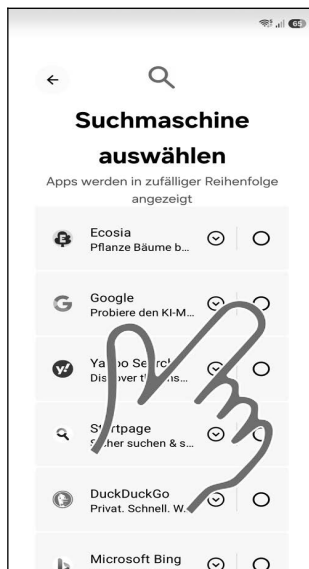 65
Suchmaschine
auswählen
Apps werden in zufälliger Reihenfolge
angezeigt
Ecosia
Pflanze Bäume b...
Google
Probiere den KI-M...
DuckDuckGo
Privat. Schnell. W.
Microsoft Bing